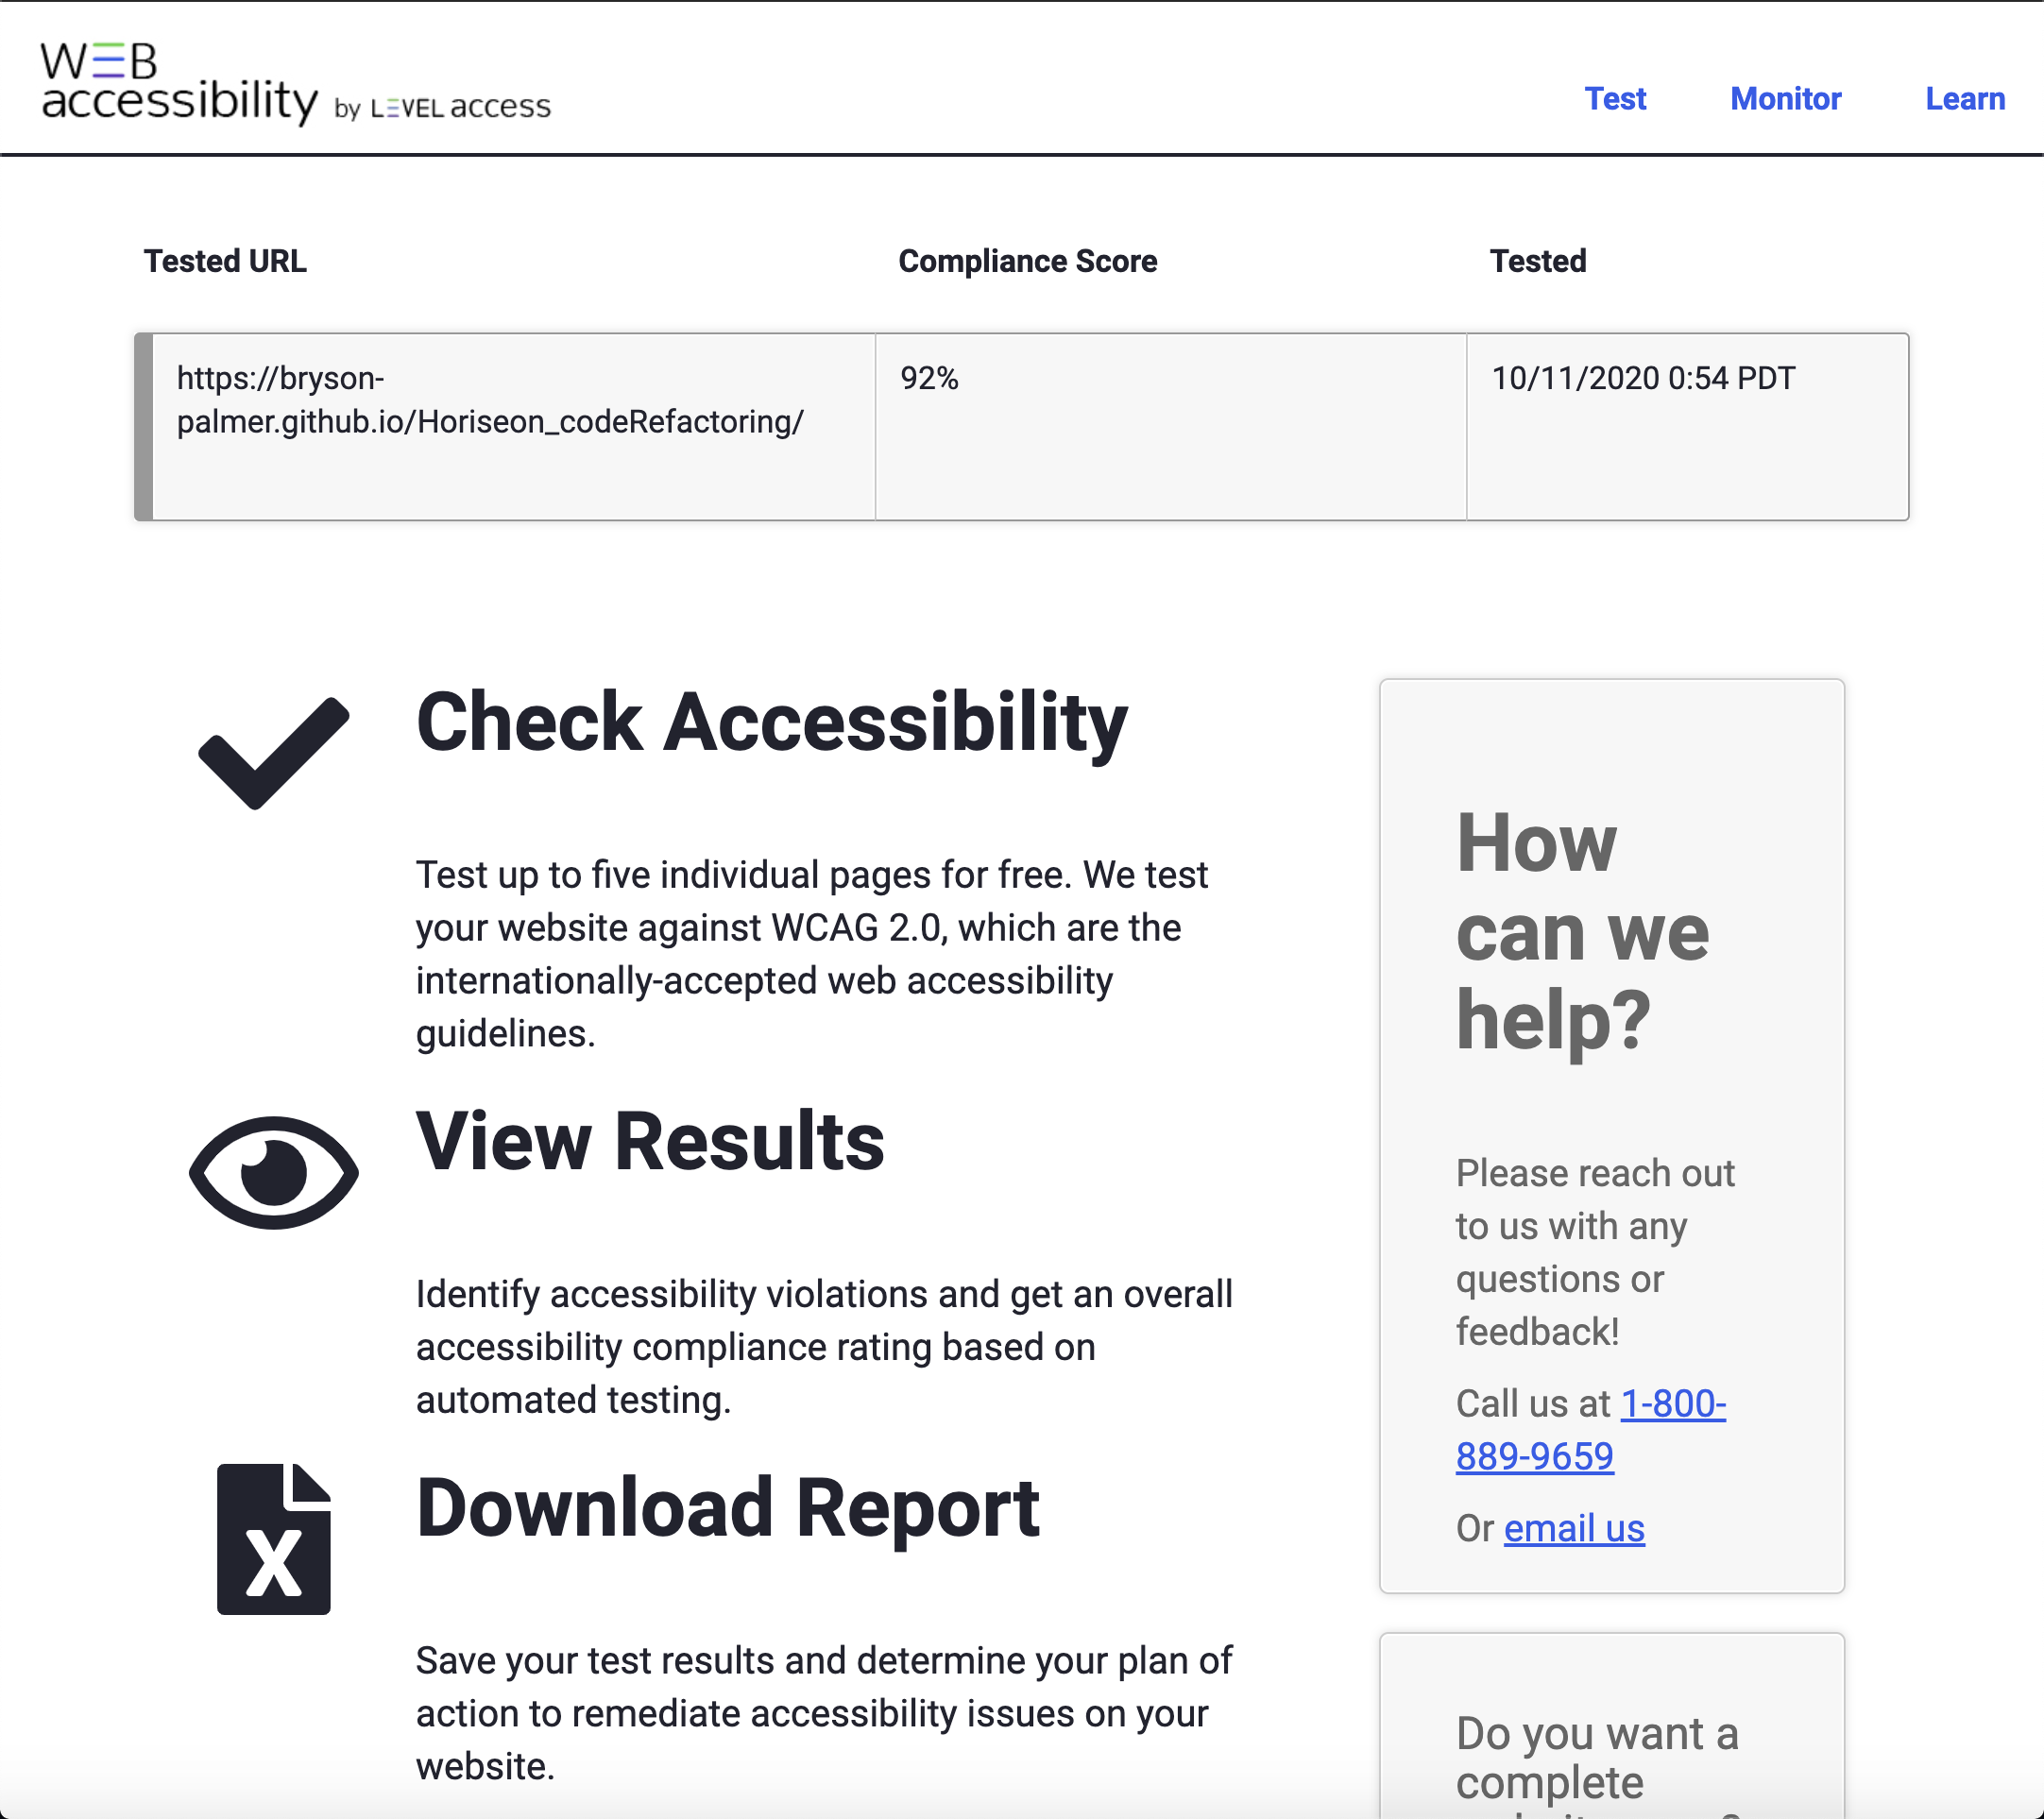 WEB
accessibility by LEVEL access
Test Monitor Learn
Tested URL Compliance Score Tested
https://bryson-
palmer.github.io/Horiseon_codeRefactoring/
92%
10/11/2020 0:54 PDT
Check Accessibility
Test up to five individual pages for free. We test
your website against WCAG 2.0, which are the
internationally-accepted web accessibility
guidelines.
View Results
Identify accessibility violations and get an overall
accessibility compliance rating based on
automated testing.
X
Download Report
Save your test results and determine your plan of
action to remediate accessibility issues on your
website.
How
can we
help?
Please reach out
to us with any
questions or
feedback!
Call us at 1-800-
889-9659
Or email us
Do you want a
complete